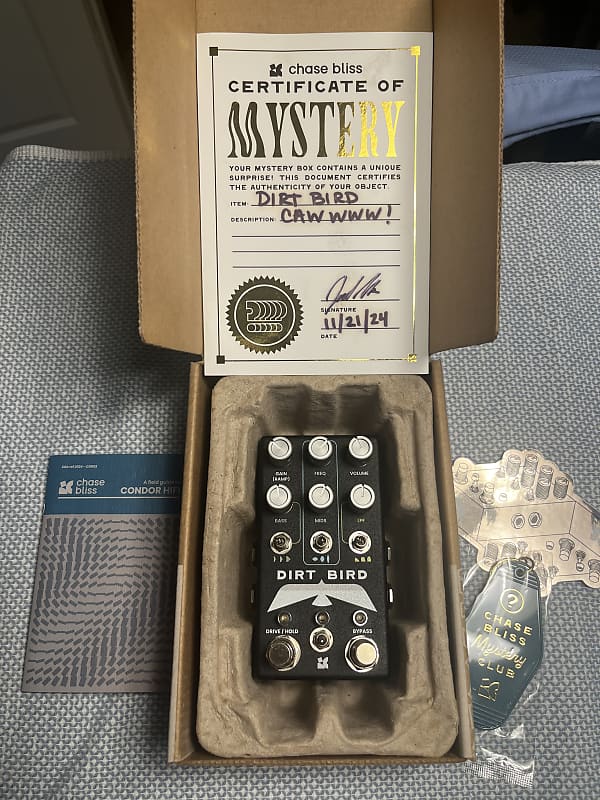 chase bliss
CERTIFICATE OF
MYSTERY
YOUR MYSTERY BOX CONTAINS A UNIQUE
SURPRISE! THIS DOCUMENT CERTIFIES
THE AUTHENTICITY OF YOUR OBJECT.
ITEM: DIRT BIRD
DESCRIPTION: CAWWWW!
SIGNATURE
11/21/24
DATE
chase
bliss
A field guide
CONDOR HIFI
GAIN
(RAMP)
FREQ
VOLUME
BASS
MIDS
LPF
DIRT BIRD
DRIVE / HOLD
BYPASS
?
CHASE
BLISS
Mystery
CLUB